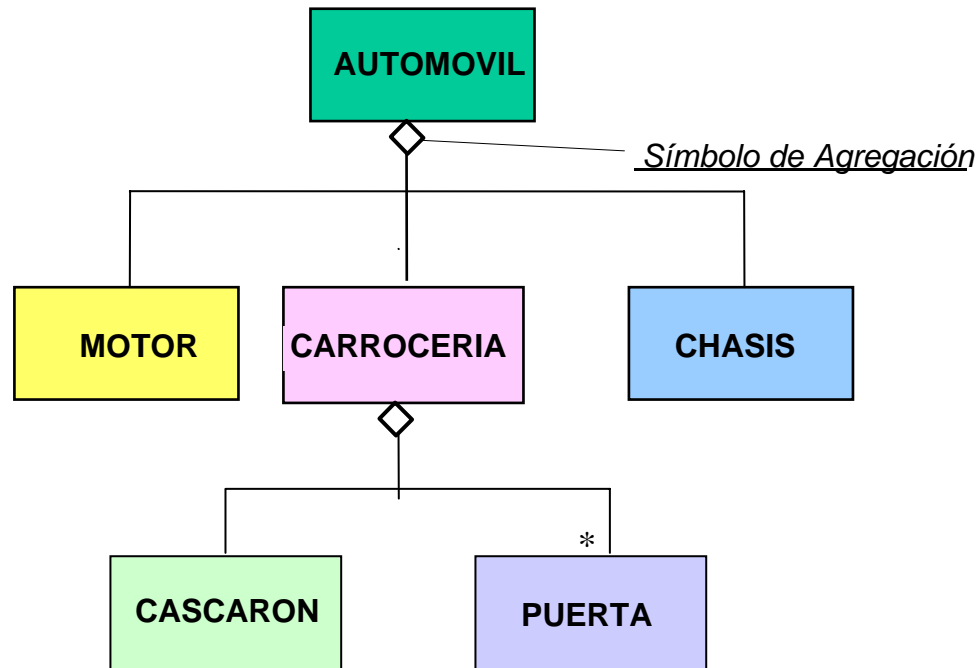 AUTOMOVIL
Símbolo de Agregación
MOTOR
CARROCERIA
CHASIS
*
CASCARON
PUERTA